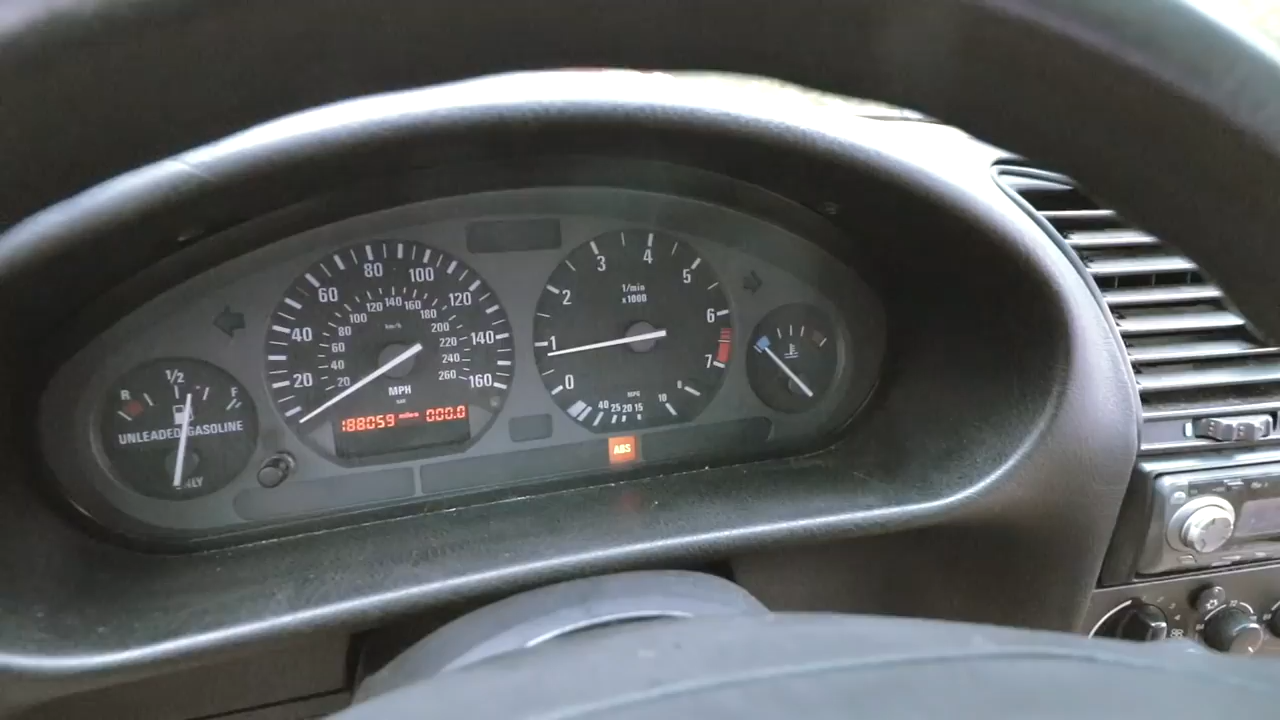 R 1/2 F
UNLEADED GASOLINE
20 40 60 80 100 120 140 160
20 40 60 80 100 120 140 160 180 200 220 240 260
km/h
MPH
188059 miles 000.0
0 1 2 3 4 5 6 7
1/min
x1000
MPG
40 25 20 15 10 8
ABS